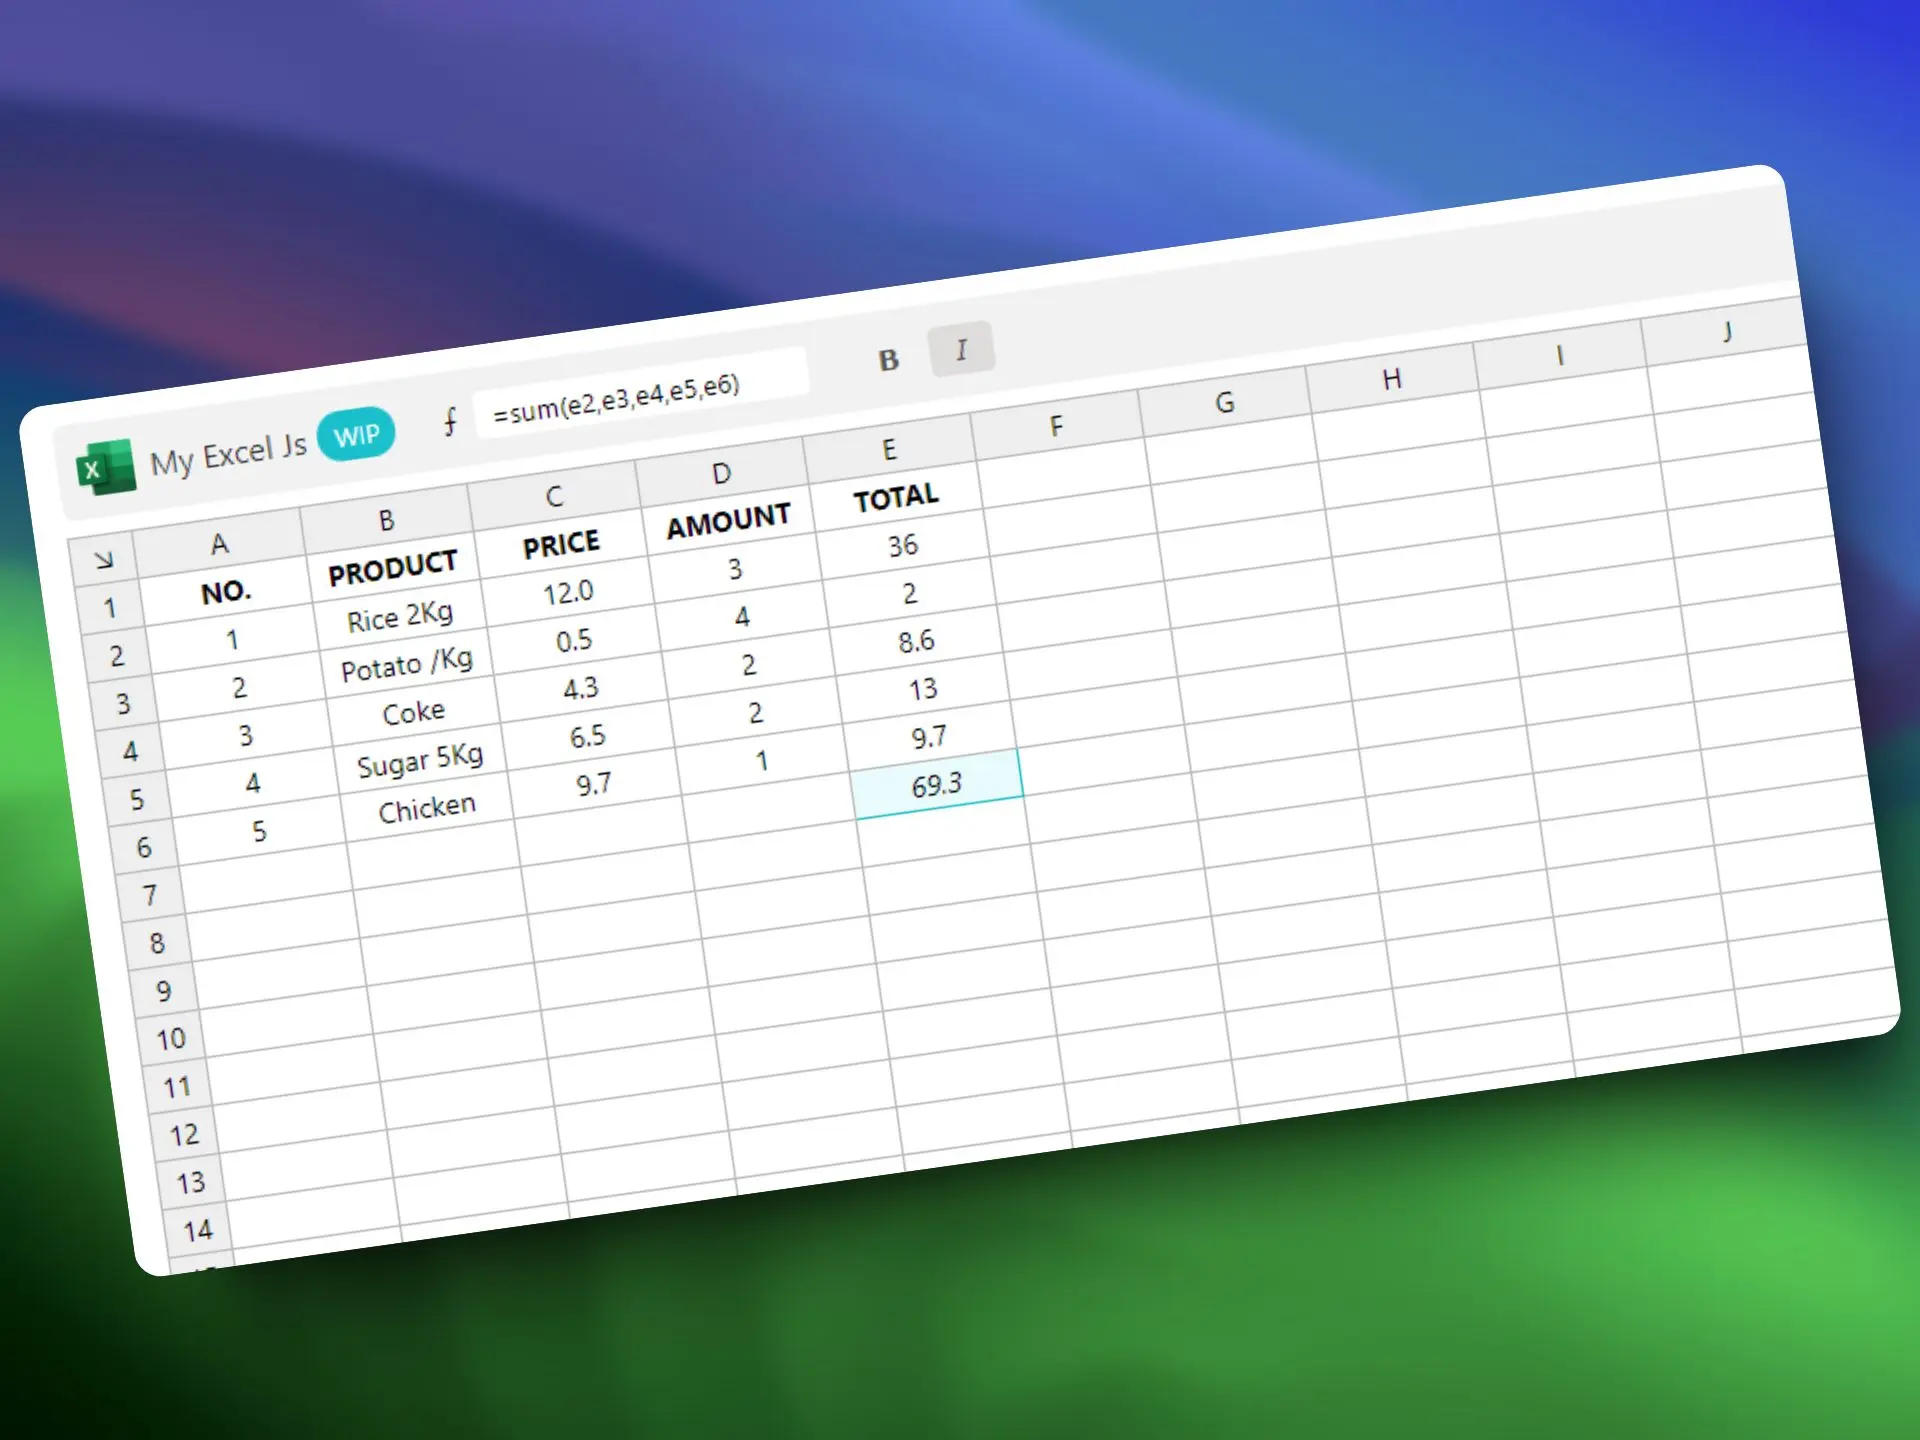 X My Excel Js WIP f =sum(e2,e3,e4,e5,e6) B I
A B C D E F G H I J
1 NO. PRODUCT PRICE AMOUNT TOTAL
2 1 Rice 2Kg 12.0 3 36
3 2 Potato /Kg 0.5 4 2
4 3 Coke 4.3 2 8.6
5 4 Sugar 5Kg 6.5 2 13
6 5 Chicken 9.7 1 9.7
7 69.3
8
9
10
11
12
13
14